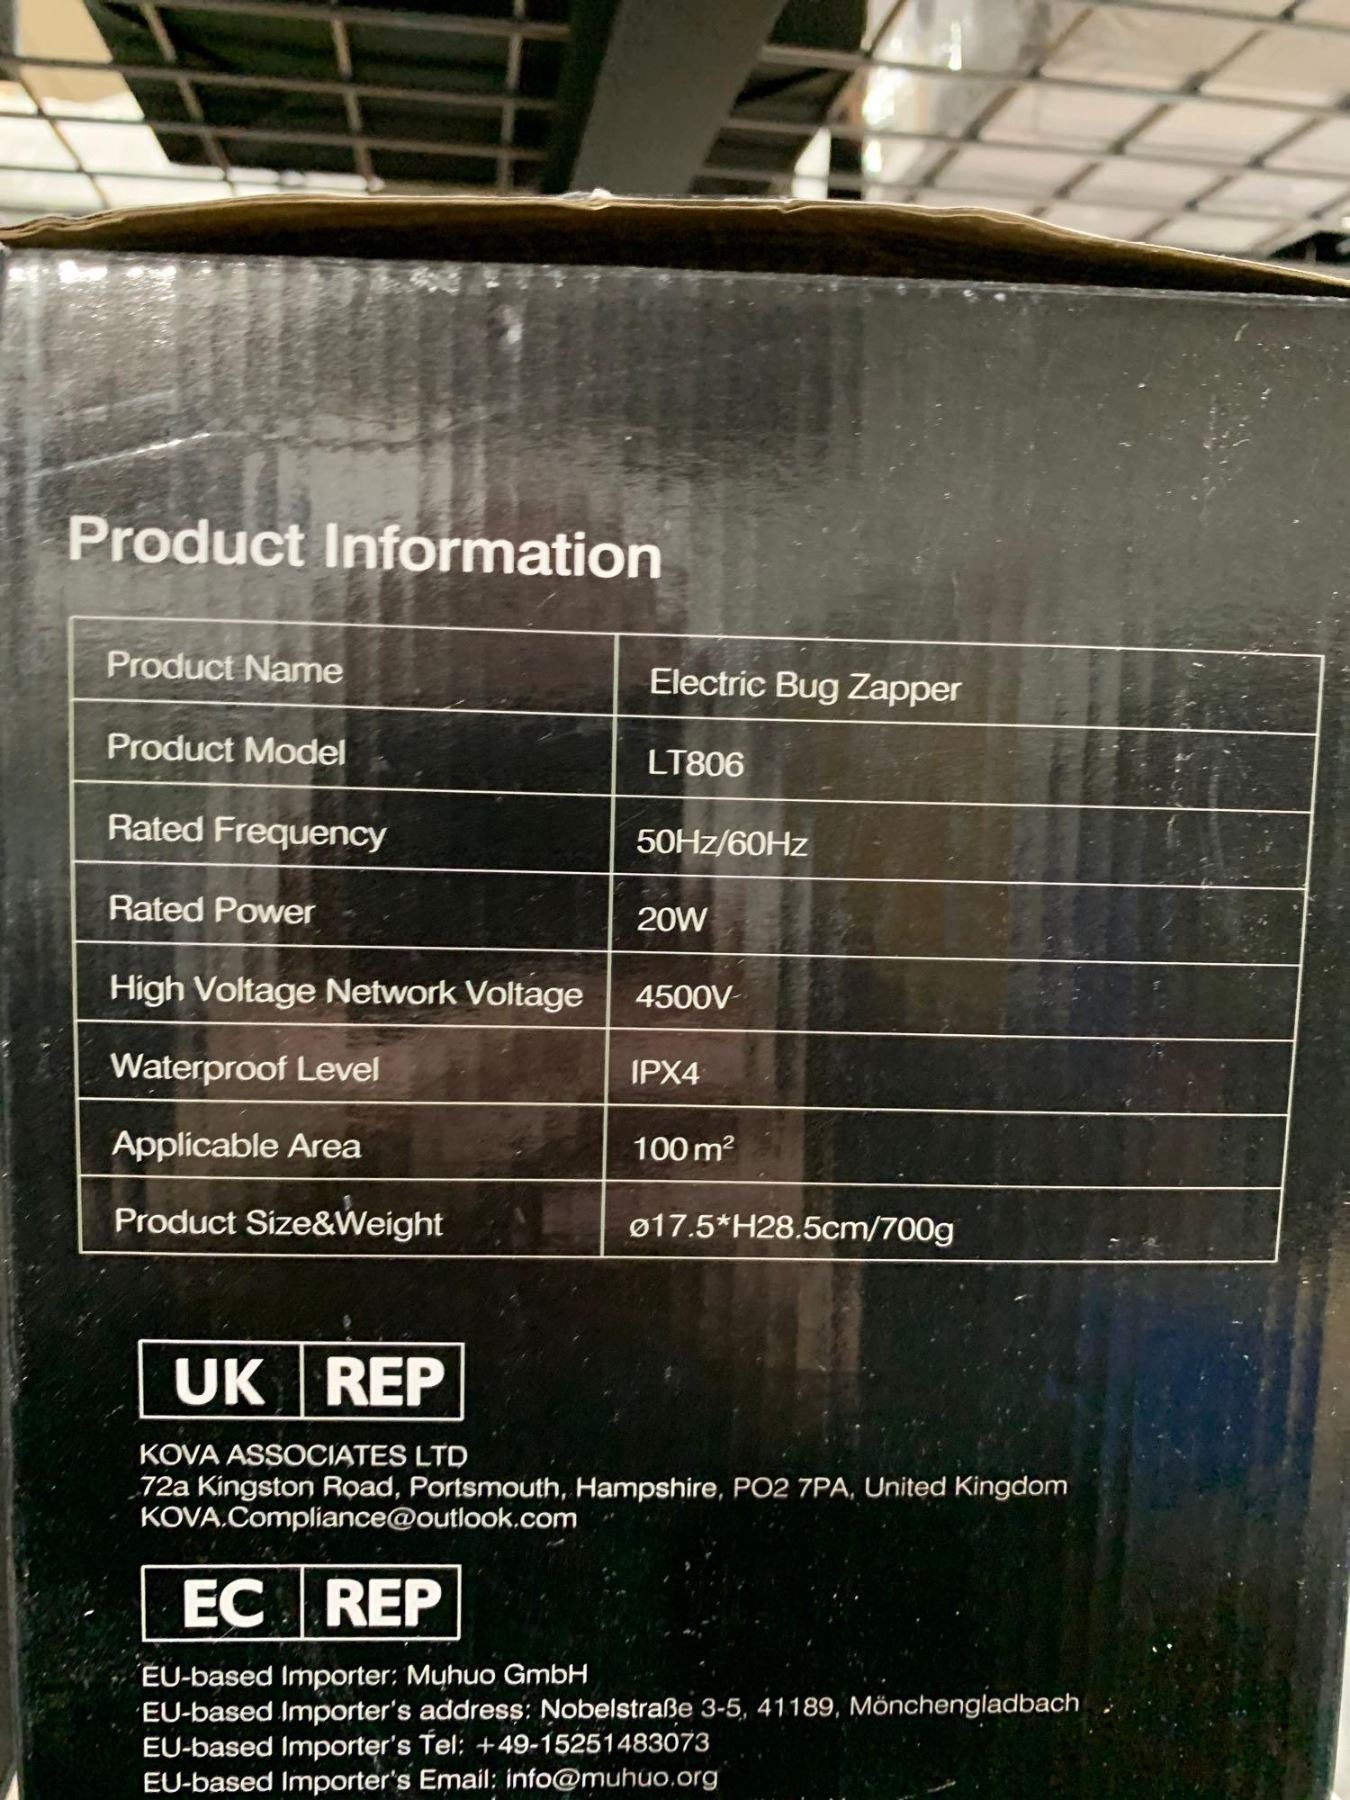 Product Information
Product Name Electric Bug Zapper
Product Model LT806
Rated Frequency 50Hz/60Hz
Rated Power 20W
High Voltage Network Voltage 4500V
Waterproof Level IPX4
Applicable Area 100 m²
Product Size&Weight ø17.5*H28.5cm/700g
UK REP
KOVA ASSOCIATES LTD
72a Kingston Road, Portsmouth, Hampshire, PO2 7PA, United Kingdom
KOVA.Compliance@outlook.com
EC REP
EU-based Importer: Muhuo GmbH
EU-based Importer's address: Nobelstraße 3-5, 41189, Mönchengladbach
EU-based Importer's Tel: +49-15251483073
EU-based Importer's Email: info@muhuo.org